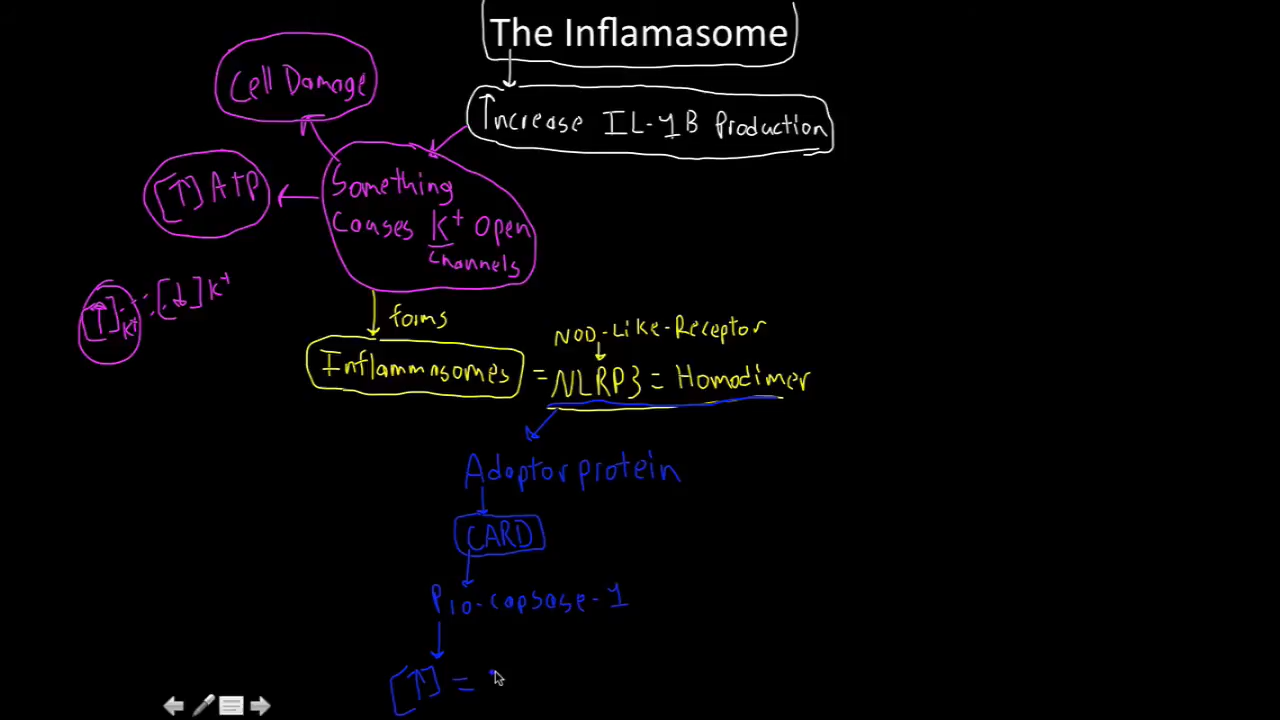 The Inflamasome
Increase IL-1B Production
Cell Damage
[↑] ATP
Something
Causes K+ Open
Channels
[↑]K+ [↓]K+
forms
NOD-Like-Receptor
Inflammasomes = NLRP3 = Homodimer
Adaptor protein
CARD
Pro-capsase-1
[↑] =